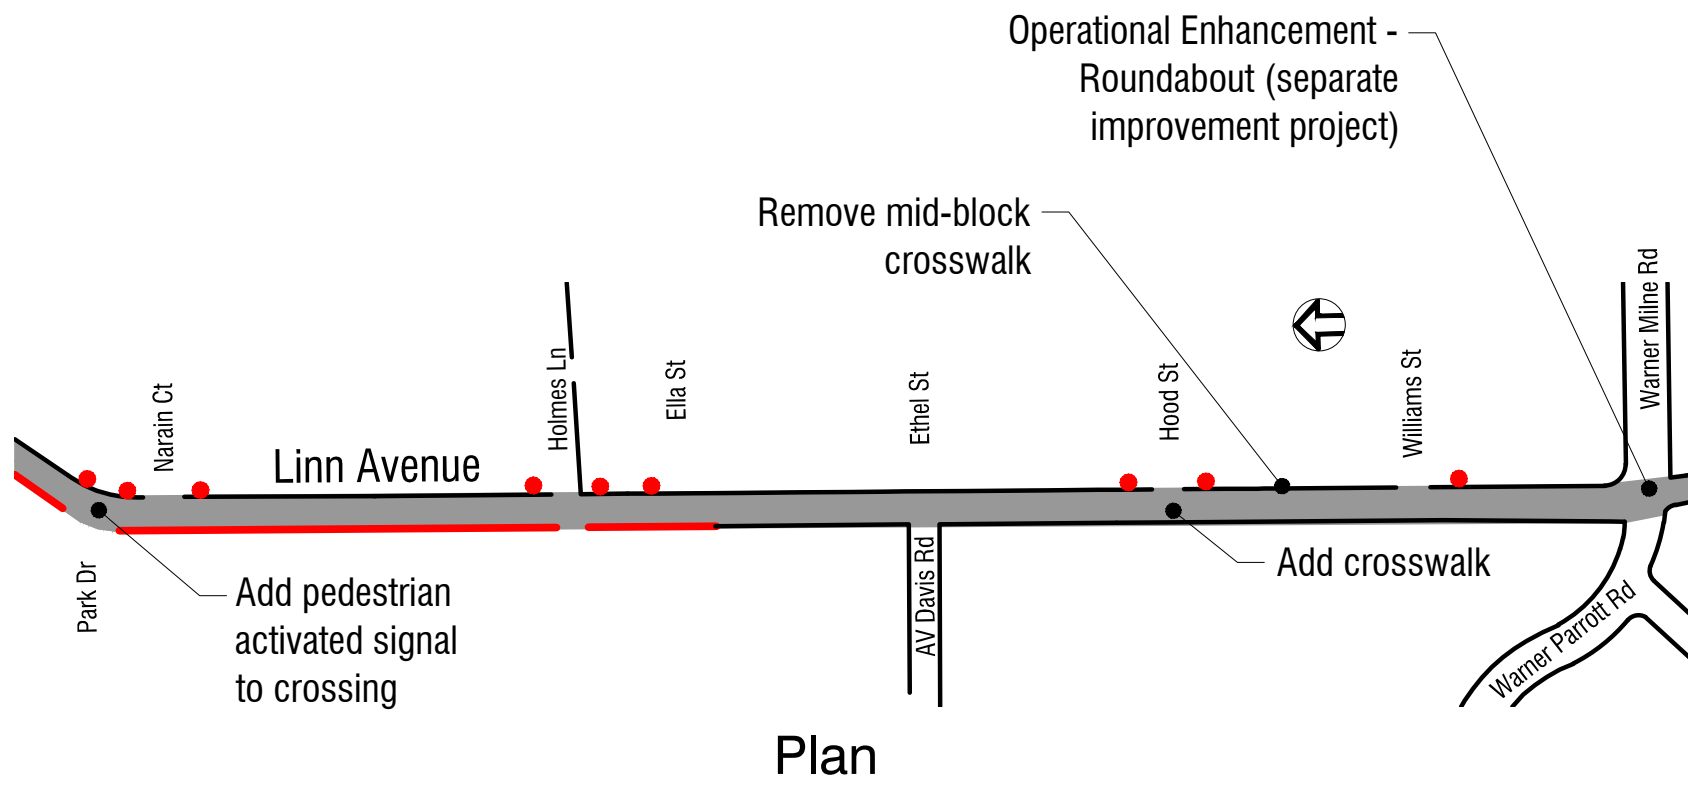 Operational Enhancement -
Roundabout (separate
improvement project)
Remove mid-block
crosswalk
Warner Milne Rd
Williams St
Hood St
Ethel St
Ella St
Holmes Ln
Narain Ct
Linn Avenue
Park Dr
Add pedestrian
activated signal
to crossing
AV Davis Rd
Add crosswalk
Warner Parrott Rd
Plan